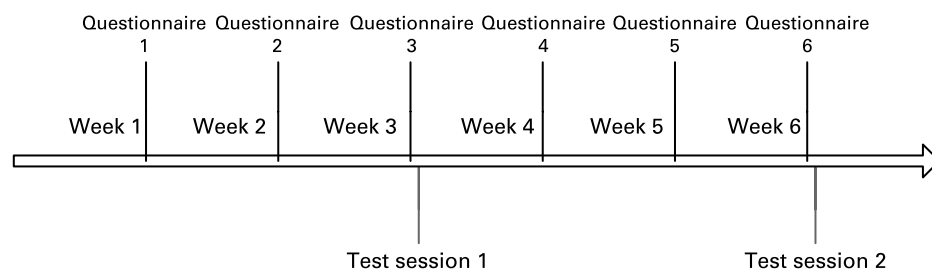 Questionnaire Questionnaire Questionnaire Questionnaire Questionnaire Questionnaire
1 2 3 4 5 6
Week 1 Week 2 Week 3 Week 4 Week 5 Week 6
Test session 1 Test session 2